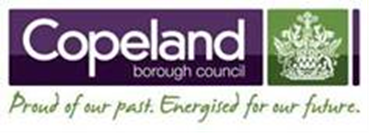 Copeland
borough council
Proud of our past. Energised for our future.